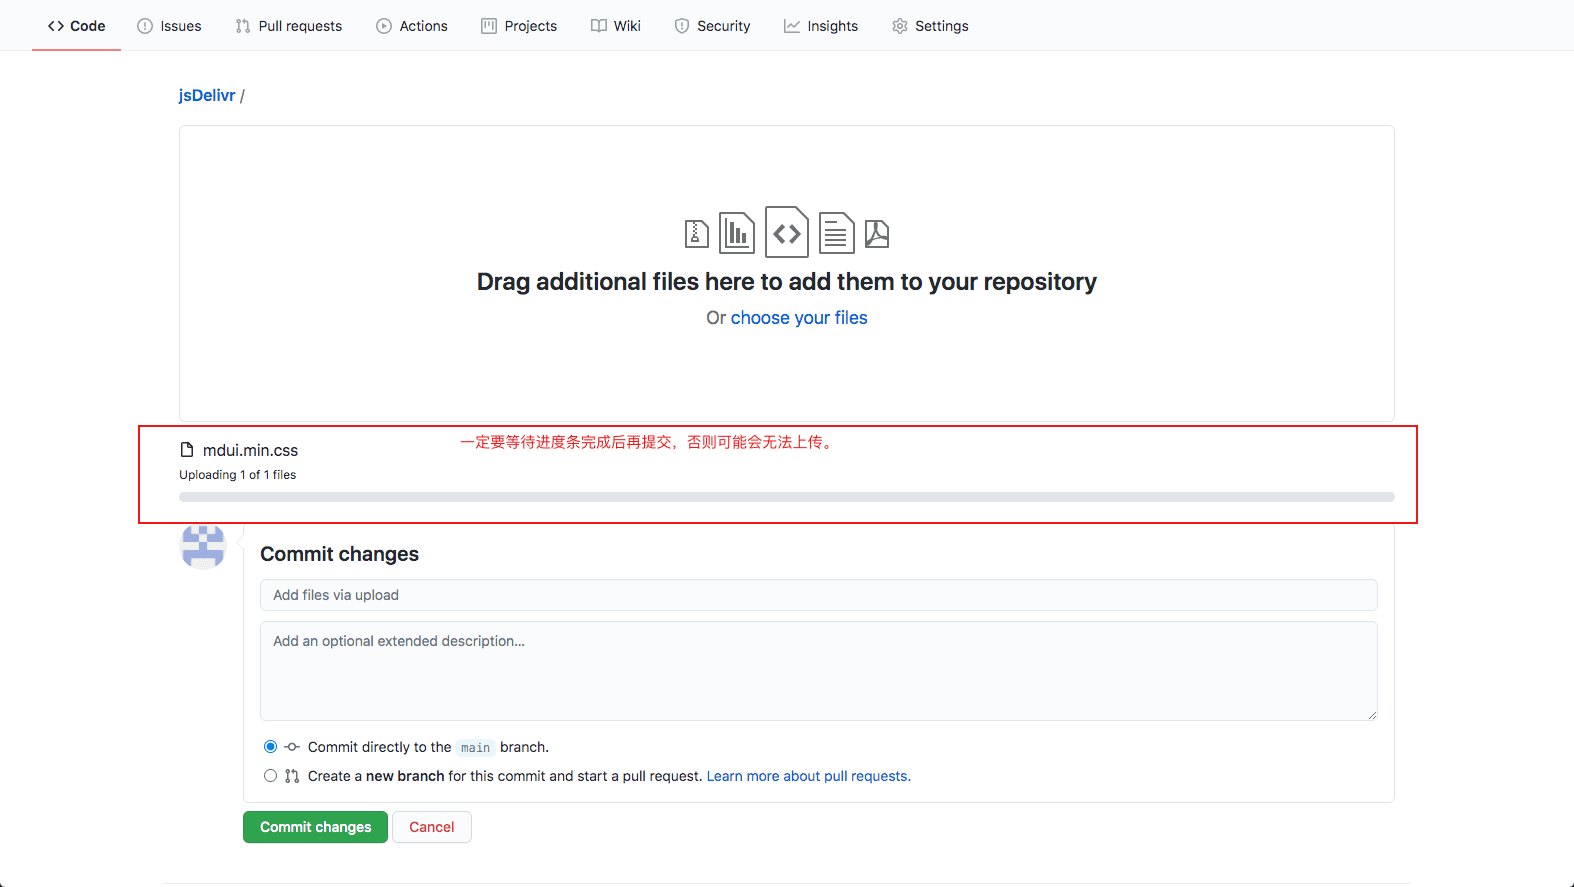 Code Issues Pull requests Actions Projects Wiki Security Insights Settings
jsDelivr /
Drag additional files here to add them to your repository
Or choose your files
mdui.min.css
一定要等待进度条完成后再提交，否则可能会无法上传。
Uploading 1 of 1 files
Commit changes
Add files via upload
Add an optional extended description...
Commit directly to the main branch.
Create a new branch for this commit and start a pull request. Learn more about pull requests.
Commit changes Cancel